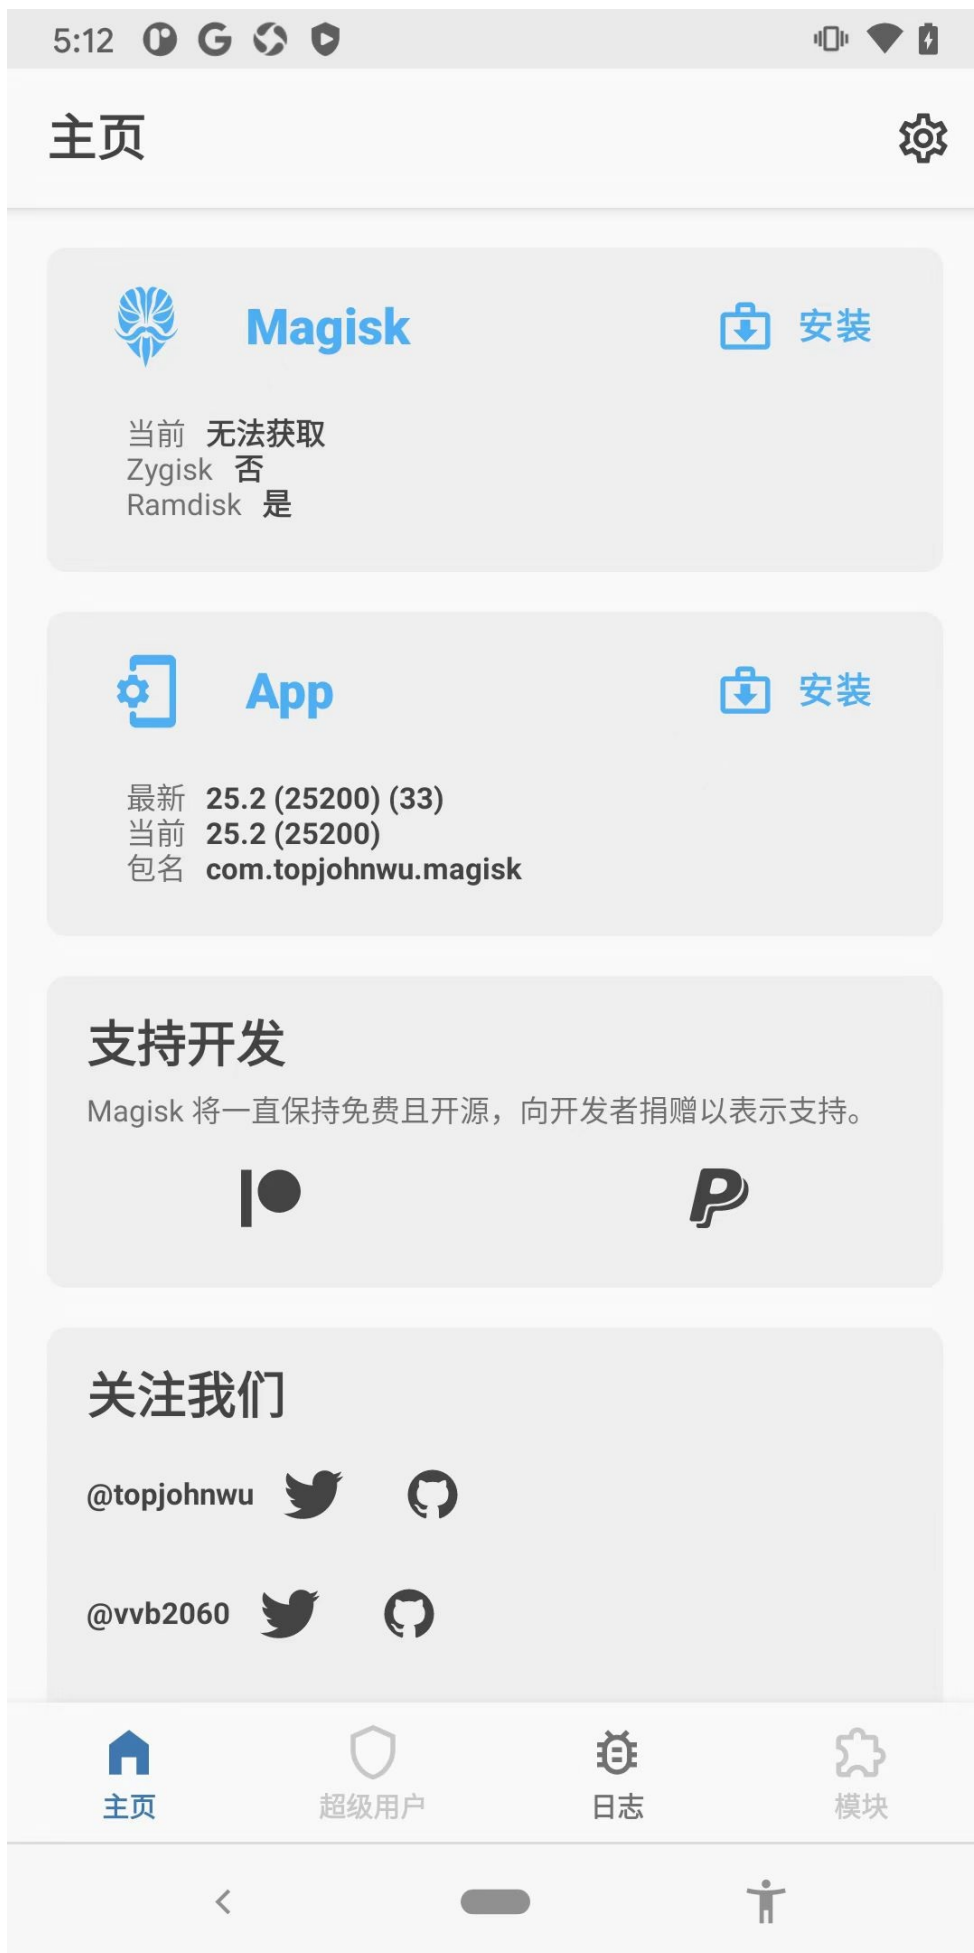 5:12
主页
Magisk
安装
当前 无法获取
Zygisk 否
Ramdisk 是
App
安装
最新 25.2 (25200) (33)
当前 25.2 (25200)
包名 com.topjohnwu.magisk
支持开发
Magisk 将一直保持免费且开源，向开发者捐赠以表示支持。
关注我们
@topjohnwu
@vvb2060
主页 超级用户 日志 模块